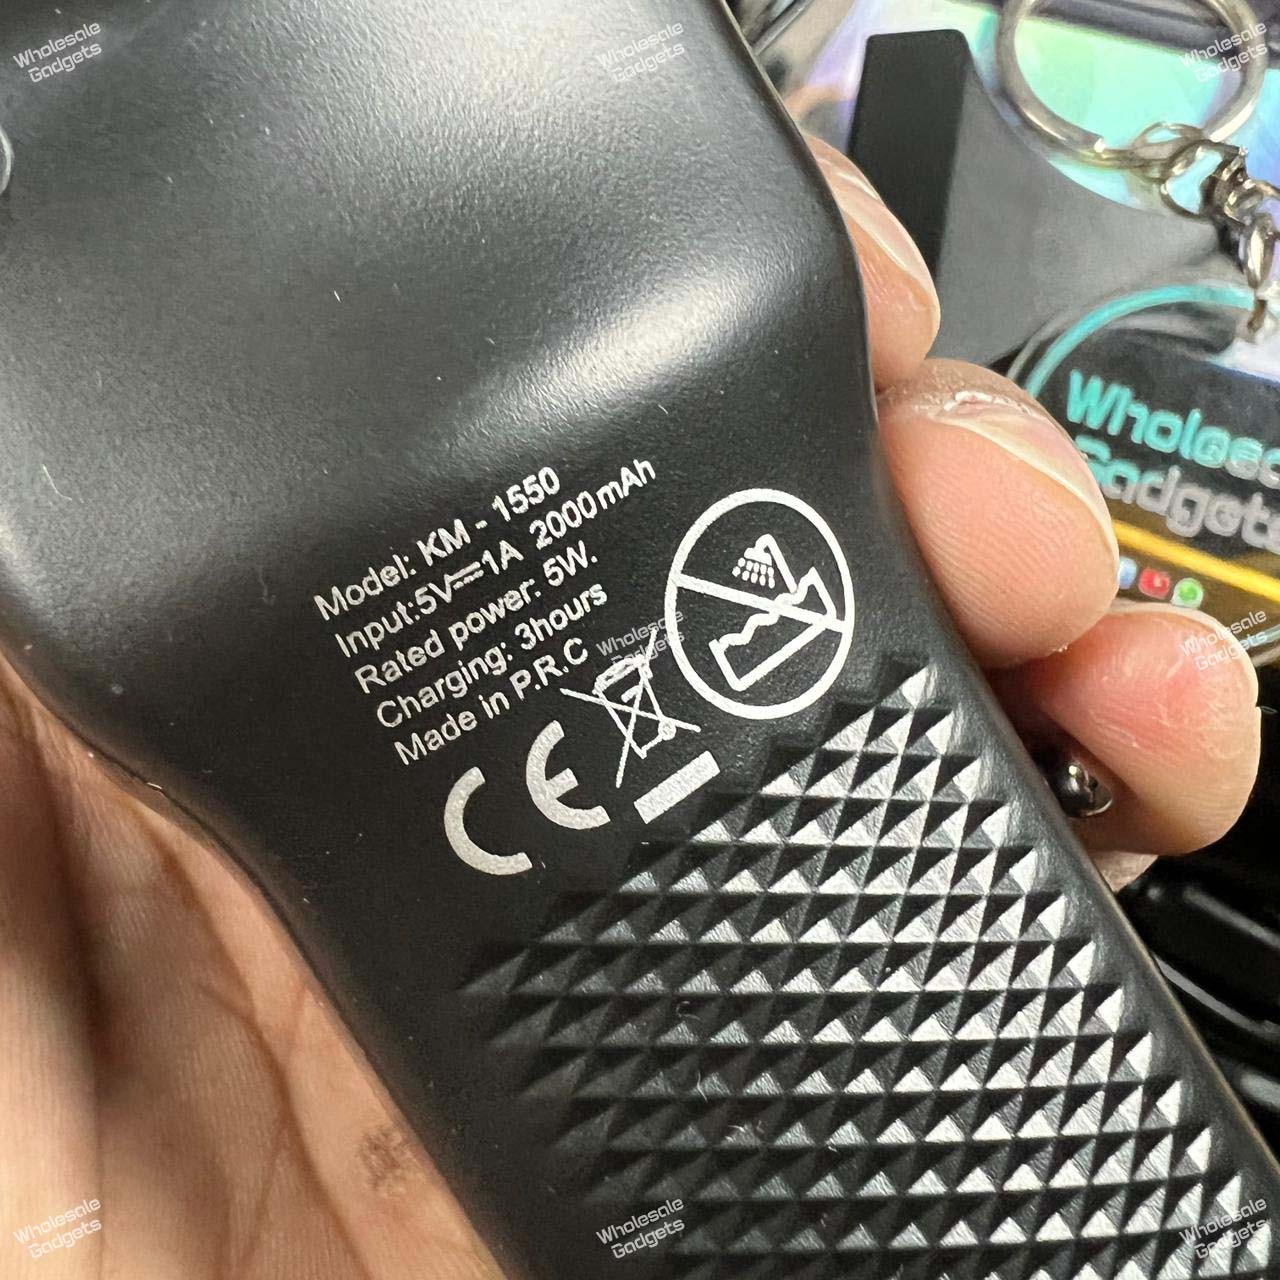 Wholesale
Gadgets
Wholesale
Gadgets
Wholesale
Gadgets
Model: KM - 1550
Input:5V⎓1A 2000mAh
Rated power: 5W.
Charging: 3hours
Made in P.R.C
CE
Wholesale
Gadgets
Wholesale
Gadgets
Wholesale
Gadgets
Wholesale
Gadgets
Wholesale
Gadgets